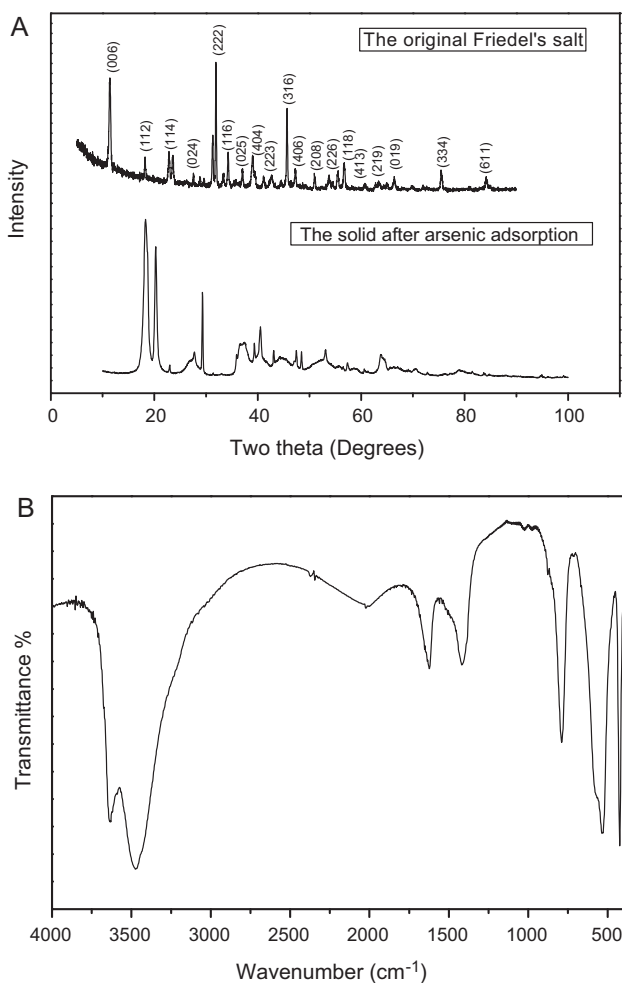 A
The original Friedel's salt
(006)
(112)
(114)
(024)
(222)
(116)
(025)
(404)
(223)
(316)
(406)
(208)
(226)
(118)
(413)
(219)
(019)
(334)
(611)
Intensity
The solid after arsenic adsorption
0 20 40 60 80 100
Two theta (Degrees)
B
Transmittance %
4000 3500 3000 2500 2000 1500 1000 500
Wavenumber (cm-1)